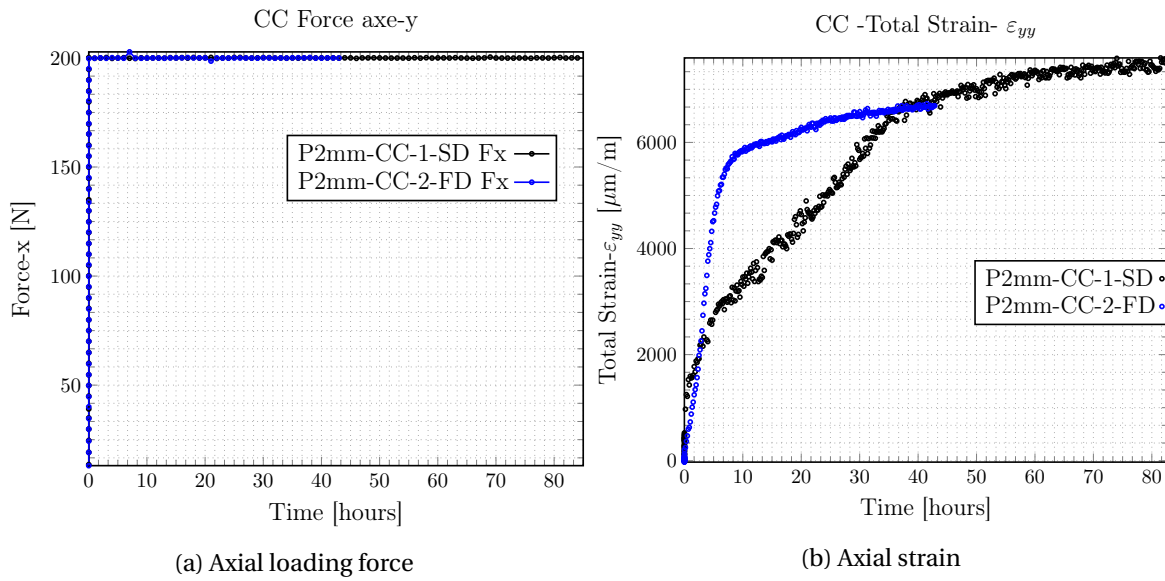 CC Force axe-y
200
150
100
50
0
10
20
30
40
50
60
70
80
Force-x [N]
Time [hours]
P2mm-CC-1-SD Fx
P2mm-CC-2-FD Fx
(a) Axial loading force
CC -Total Strain- εyy
6000
4000
2000
0
0
10
20
30
40
50
60
70
80
Total Strain-εyy [μm/m]
Time [hours]
P2mm-CC-1-SD
P2mm-CC-2-FD
(b) Axial strain